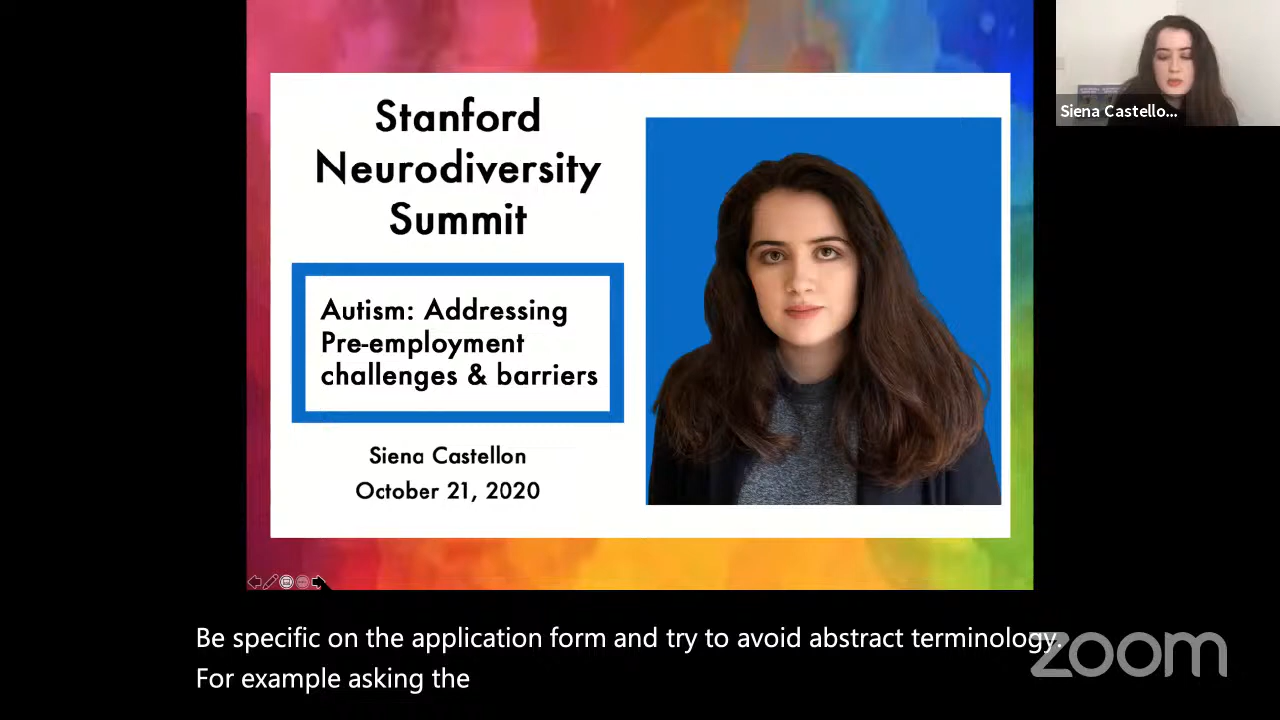 Stanford
Neurodiversity
Summit
Autism: Addressing
Pre-employment
challenges & barriers
Siena Castellon
October 21, 2020
Siena Castello...
Be specific on the application form and try to avoid abstract terminology.
For example asking the
zoom